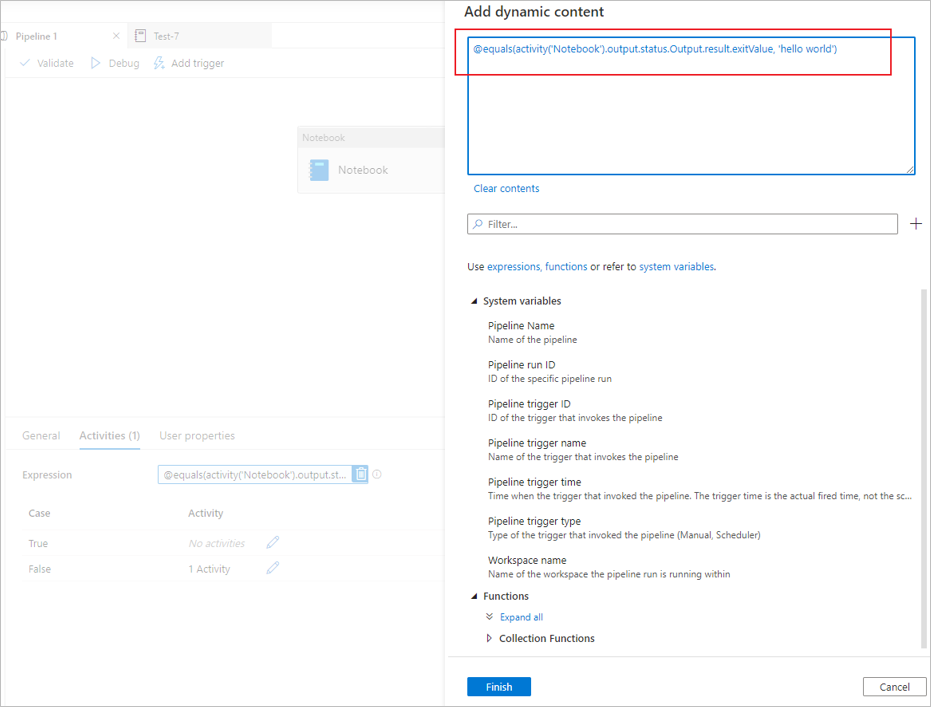 Pipeline 1
Test-7
Validate
Debug
Add trigger
Notebook
Notebook
General
Activities (1)
User properties
Expression
@equals(activity('Notebook').output.st...
Case
Activity
True
No activities
False
1 Activity
Add dynamic content
@equals(activity('Notebook').output.status.Output.result.exitValue, 'hello world')
Clear contents
Filter...
Use expressions, functions or refer to system variables.
System variables
Pipeline Name
Name of the pipeline
Pipeline run ID
ID of the specific pipeline run
Pipeline trigger ID
ID of the trigger that invokes the pipeline
Pipeline trigger name
Name of the trigger that invokes the pipeline
Pipeline trigger time
Time when the trigger that invoked the pipeline. The trigger time is the actual fired time, not the sc...
Pipeline trigger type
Type of the trigger that invoked the pipeline (Manual, Scheduler)
Workspace name
Name of the workspace the pipeline run is running within
Functions
Expand all
Collection Functions
Finish
Cancel